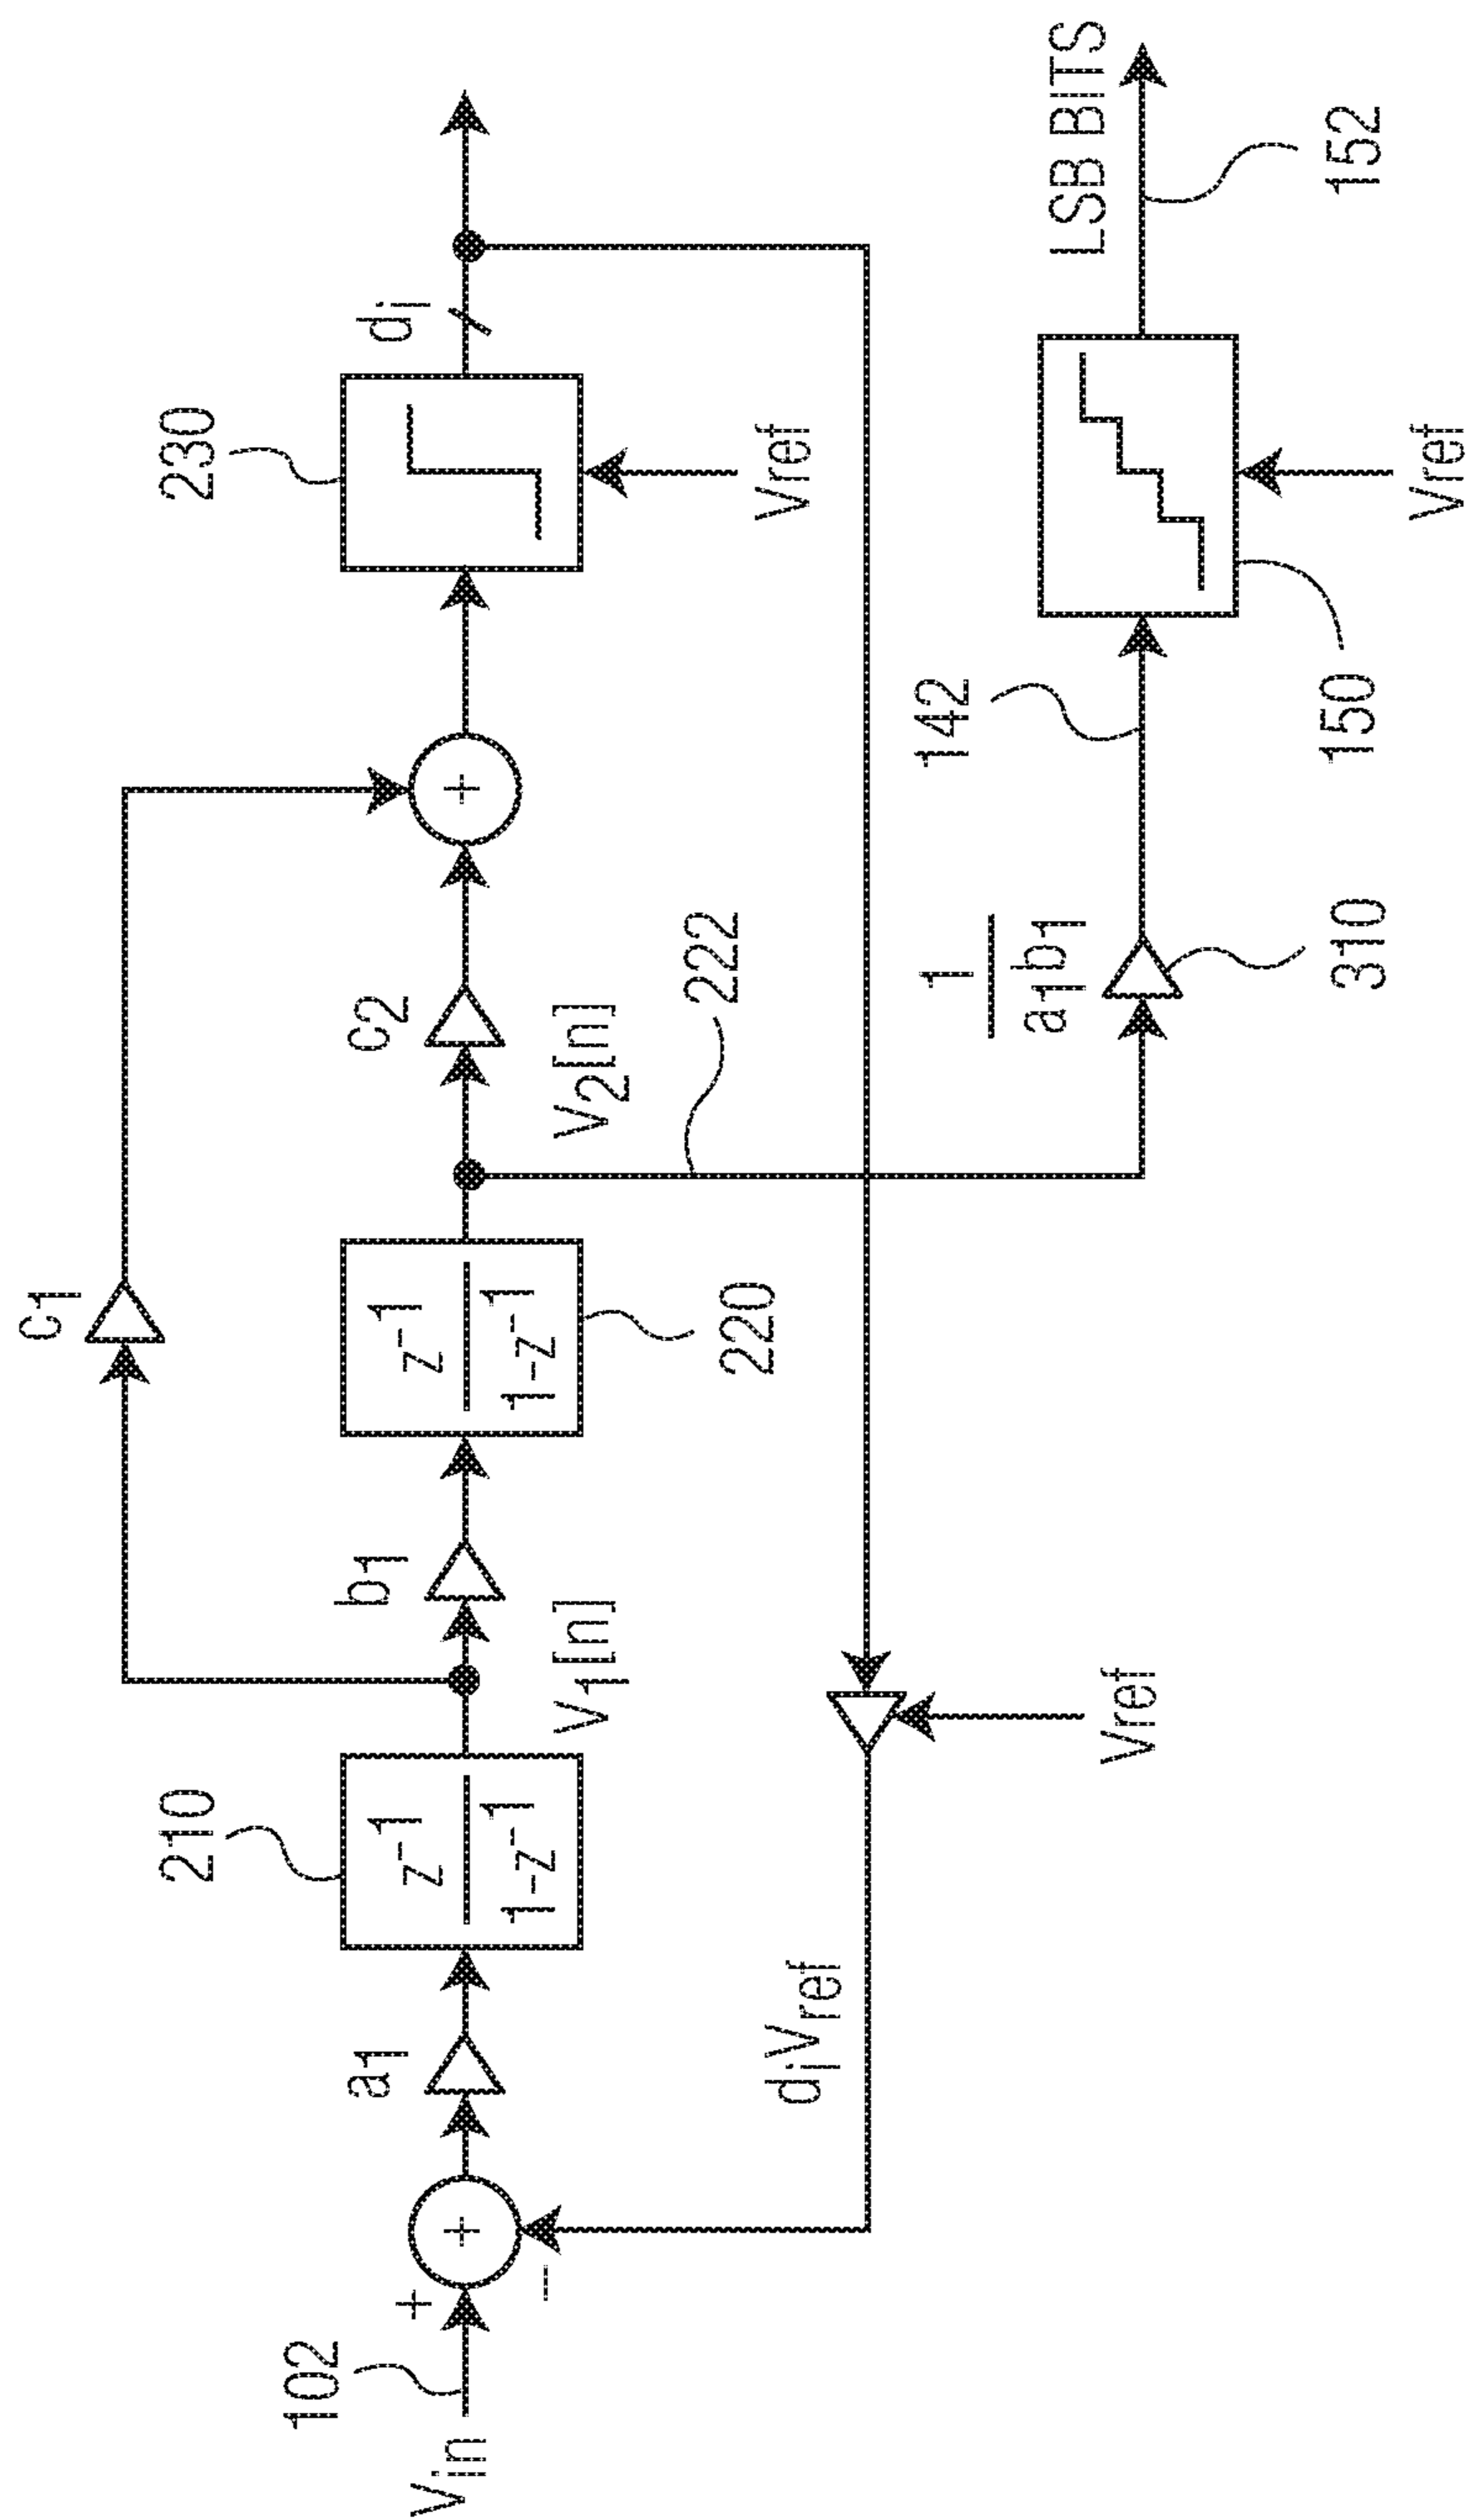 c1
210
230
102
Vin
+
+
−
a1
z-1
1-z-1
V1[n]
b1
z-1
1-z-1
220
V2[n]
c2
222
+
di
Vref
diVref
Vref
1
a1b1
310
142
150
Vref
LSB BITS
152